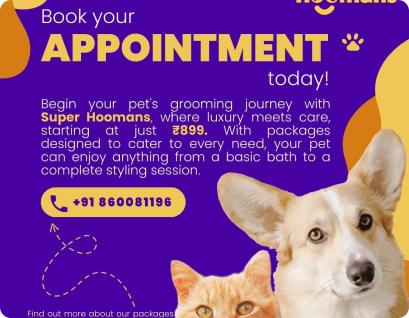 Hoomans
Book your
APPOINTMENT
today!
Begin your pet's grooming journey with
Super Hoomans, where luxury meets care,
starting at just ₹899. With packages
designed to cater to every need, your pet
can enjoy anything from a basic bath to a
complete styling session.
+91 860081196
Find out more about our packages